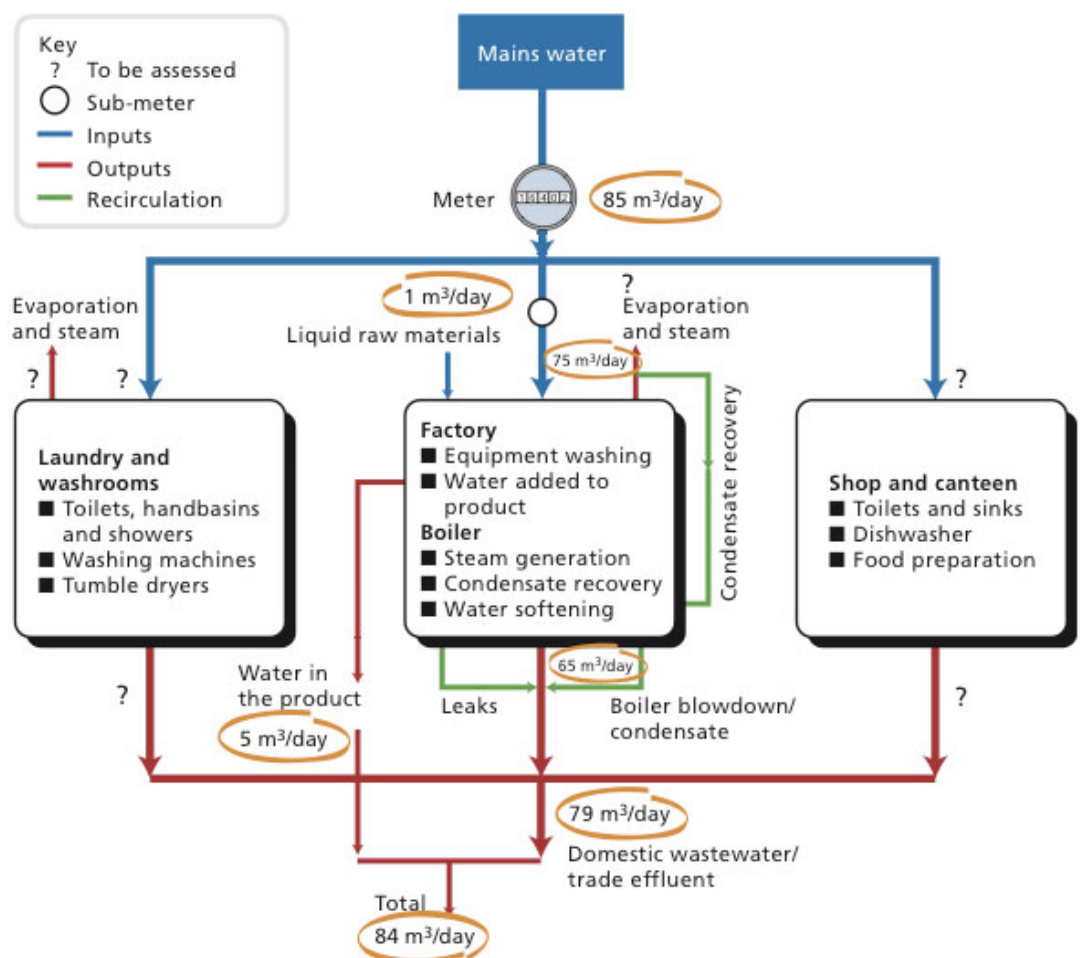 Key
? To be assessed
Sub-meter
Inputs
Outputs
Recirculation
Mains water
Meter
15402
85 m³/day
1 m³/day
Liquid raw materials
Evaporation
and steam
?
?
?
Evaporation
and steam
75 m³/day
?
Condensate recovery
Laundry and
washrooms
■ Toilets, handbasins
and showers
■ Washing machines
■ Tumble dryers
Factory
■ Equipment washing
■ Water added to
product
Boiler
■ Steam generation
■ Condensate recovery
■ Water softening
Shop and canteen
■ Toilets and sinks
■ Dishwasher
■ Food preparation
?
Water in
the product
5 m³/day
Leaks
65 m³/day
Boiler blowdown/
condensate
?
79 m³/day
Domestic wastewater/
trade effluent
Total
84 m³/day